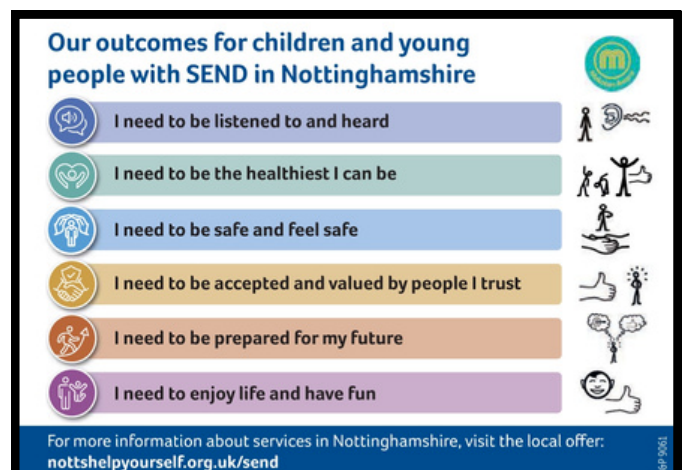 Our outcomes for children and young
people with SEND in Nottinghamshire
I need to be listened to and heard
I need to be the healthiest I can be
I need to be safe and feel safe
I need to be accepted and valued by people I trust
I need to be prepared for my future
I need to enjoy life and have fun
For more information about services in Nottinghamshire, visit the local offer:
nottshelpyourself.org.uk/send